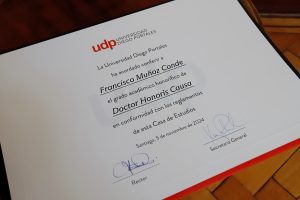 udp UNIVERSIDAD
DIEGO PORTALES
La Universidad Diego Portales
ha acordado conferir a
Francisco Muñoz Conde
el grado académico honorífico de
Doctor Honoris Causa
en conformidad con los reglamentos
de esta Casa de Estudios
Santiago, 5 de noviembre de 2024
Rector
Secretaria General